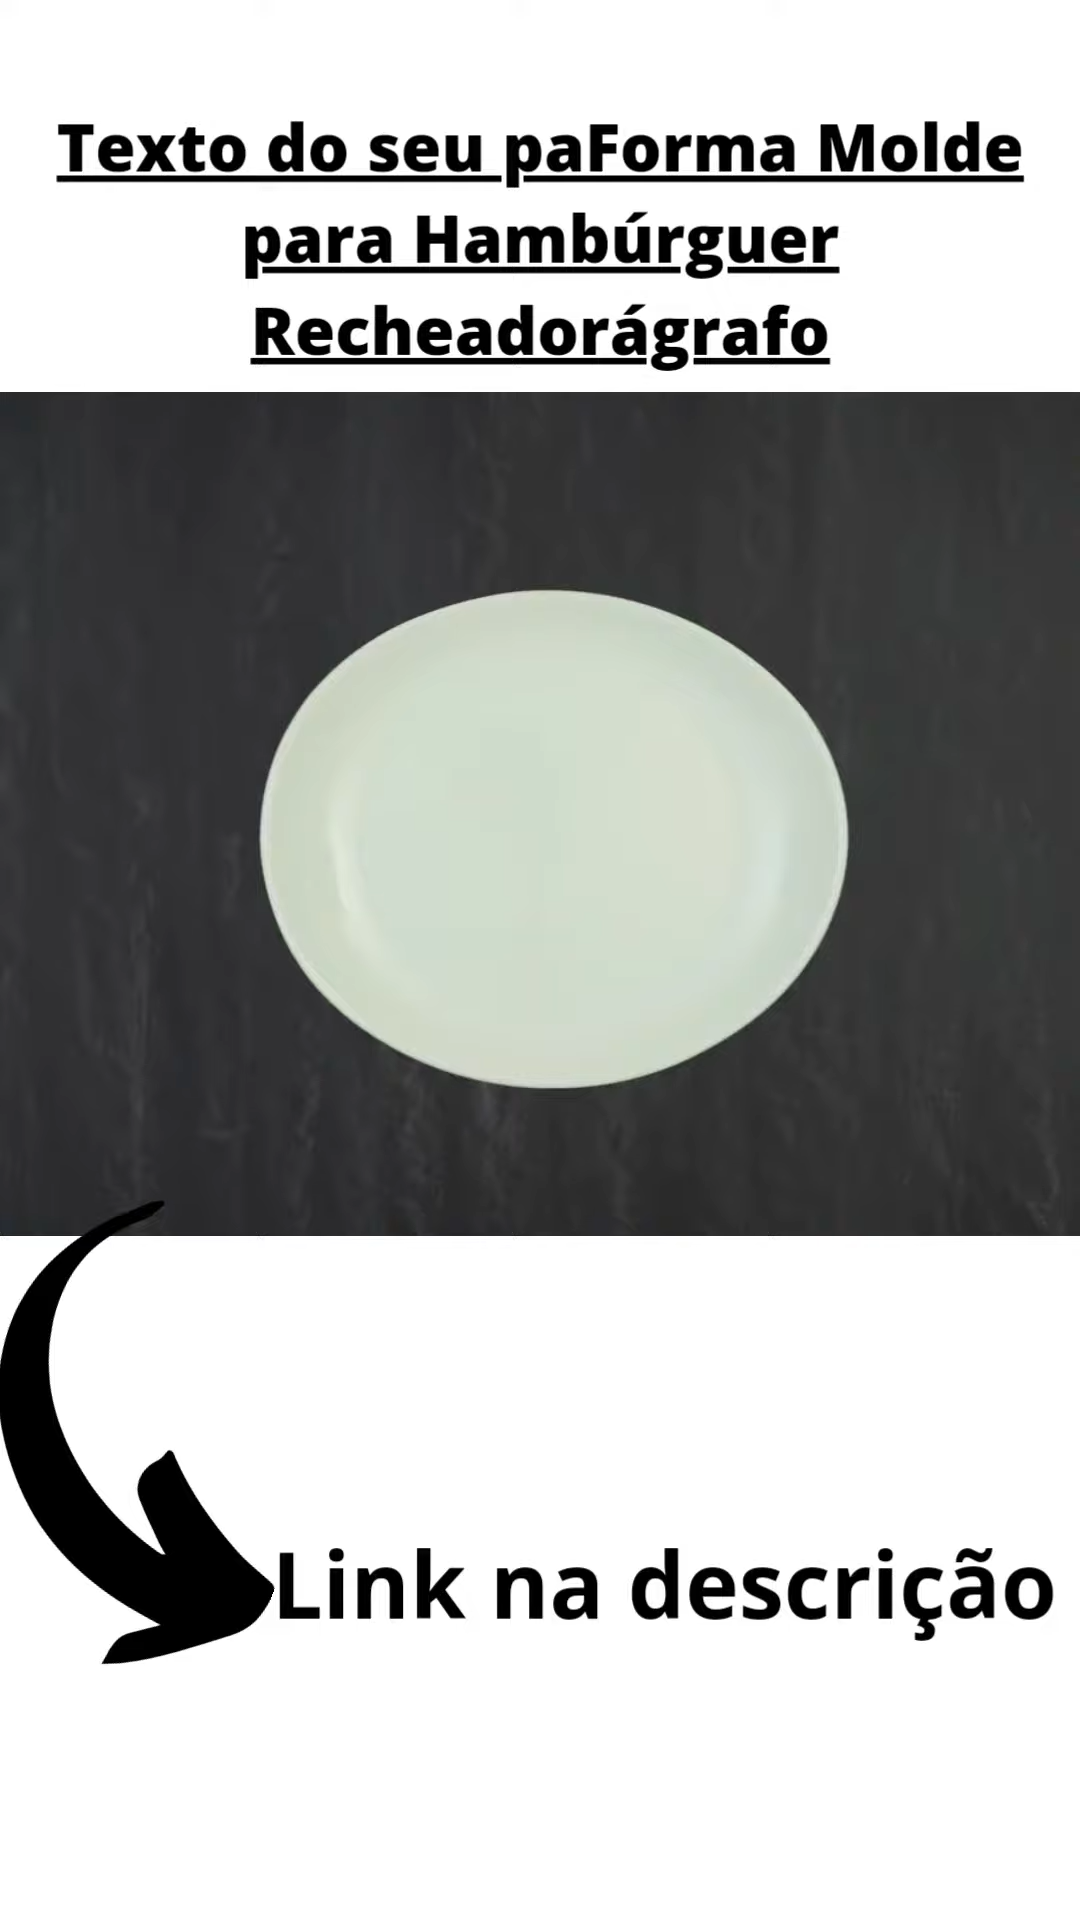 Texto do seu paForma Molde
para Hambúrguer
Recheadorágrafo
Link na descrição